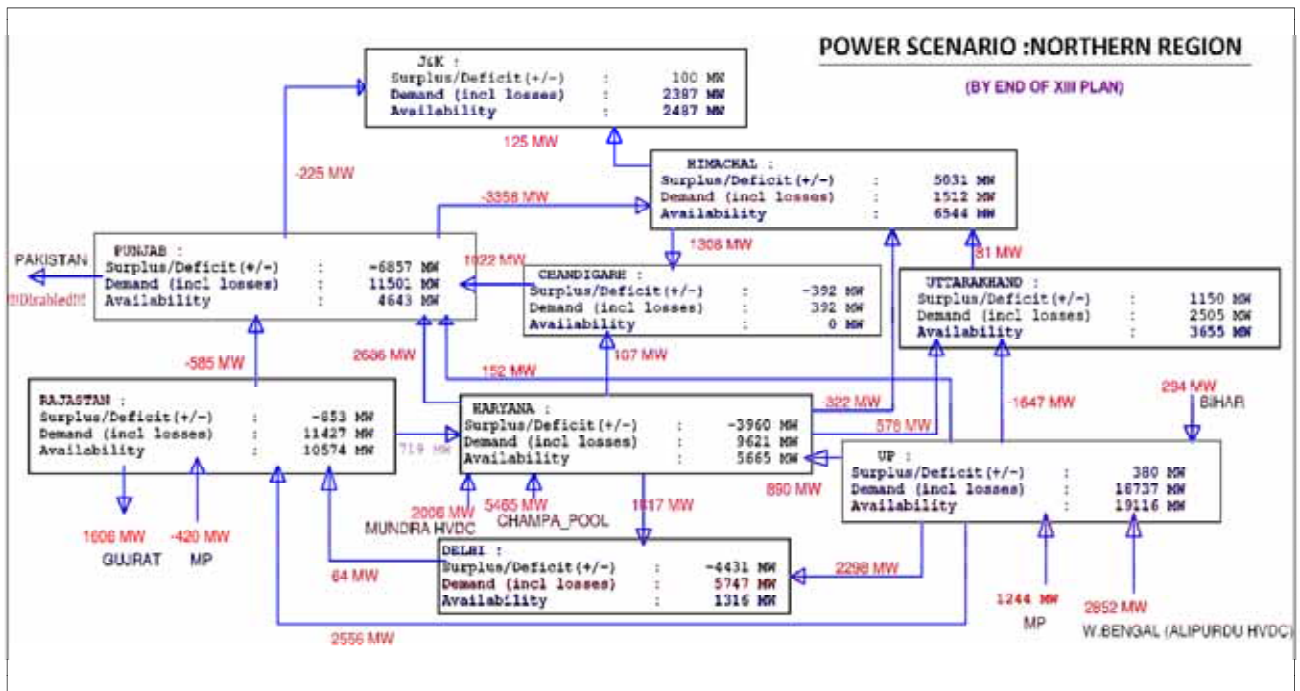 POWER SCENARIO :NORTHERN REGION
(BY END OF XIII PLAN)
J&K :
Surplus/Deficit(+/-) : 100 MW
Demand (incl losses) : 2387 MW
Availability : 2487 MW
125 MW
-225 MW
HIMACHAL :
Surplus/Deficit(+/-) : 5031 MW
Demand (incl losses) : 1512 MW
Availability : 6544 MW
-3358 MW
1308 MW
81 MW
PAKISTAN
!!!Disabled!!!
PUNJAB :
Surplus/Deficit(+/-) : -6857 MW
Demand (incl losses) : 11501 MW
Availability : 4643 MW
1022 MW
CHANDIGARH :
Surplus/Deficit(+/-) : -392 MW
Demand (incl losses) : 392 MW
Availability : 0 MW
UTTARAKHAND :
Surplus/Deficit(+/-) : 1150 MW
Demand (incl losses) : 2505 MW
Availability : 3655 MW
-585 MW
2686 MW
152 MW
107 MW
-322 MW
578 MW
-1647 MW
294 MW
BIHAR
RAJASTAN :
Surplus/Deficit(+/-) : -853 MW
Demand (incl losses) : 11427 MW
Availability : 10574 MW
719 MW
HARYANA :
Surplus/Deficit(+/-) : -3960 MW
Demand (incl losses) : 9621 MW
Availability : 5665 MW
890 MW
UP :
Surplus/Deficit(+/-) : 380 MW
Demand (incl losses) : 18737 MW
Availability : 19116 MW
1606 MW
GUJRAT
-420 MW
MP
2006 MW
MUNDRA HVDC
5465 MW
CHAMPA_POOL
1817 MW
64 MW
DELHI :
Surplus/Deficit(+/-) : -4431 MW
Demand (incl losses) : 5747 MW
Availability : 1316 MW
2298 MW
1244 MW
MP
2852 MW
W.BENGAL (ALIPURDU HVDC)
2556 MW